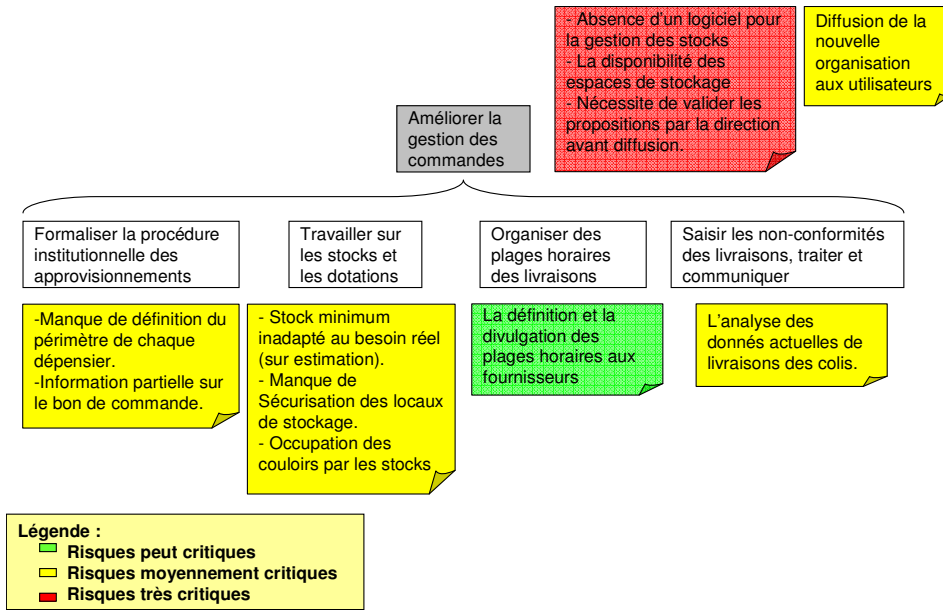 - Absence d'un logiciel pour
la gestion des stocks
- La disponibilité des
espaces de stockage
- Nécessite de valider les
propositions par la direction
avant diffusion.
Diffusion de la
nouvelle
organisation
aux utilisateurs
Améliorer la
gestion des
commandes
Formaliser la procédure
institutionnelle des
approvisionnements
Travailler sur
les stocks et
les dotations
Organiser des
plages horaires
des livraisons
Saisir les non-conformités
des livraisons, traiter et
communiquer
-Manque de définition du
périmètre de chaque
dépensier.
-Information partielle sur
le bon de commande.
- Stock minimum
inadapté au besoin réel
(sur estimation).
- Manque de
Sécurisation des locaux
de stockage.
- Occupation des
couloirs par les stocks
La définition et la
divulgation des
plages horaires aux
fournisseurs
L'analyse des
donnés actuelles de
livraisons des colis.
Légende :
Risques peut critiques
Risques moyennement critiques
Risques très critiques